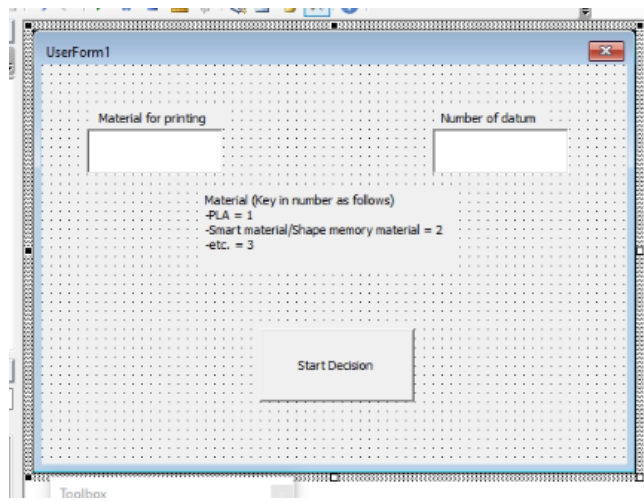 UserForm1
Material for printing
Number of datum
Material (Key in number as follows)
-PLA = 1
-Smart material/Shape memory material = 2
-etc. = 3
Start Decision
Toolbox